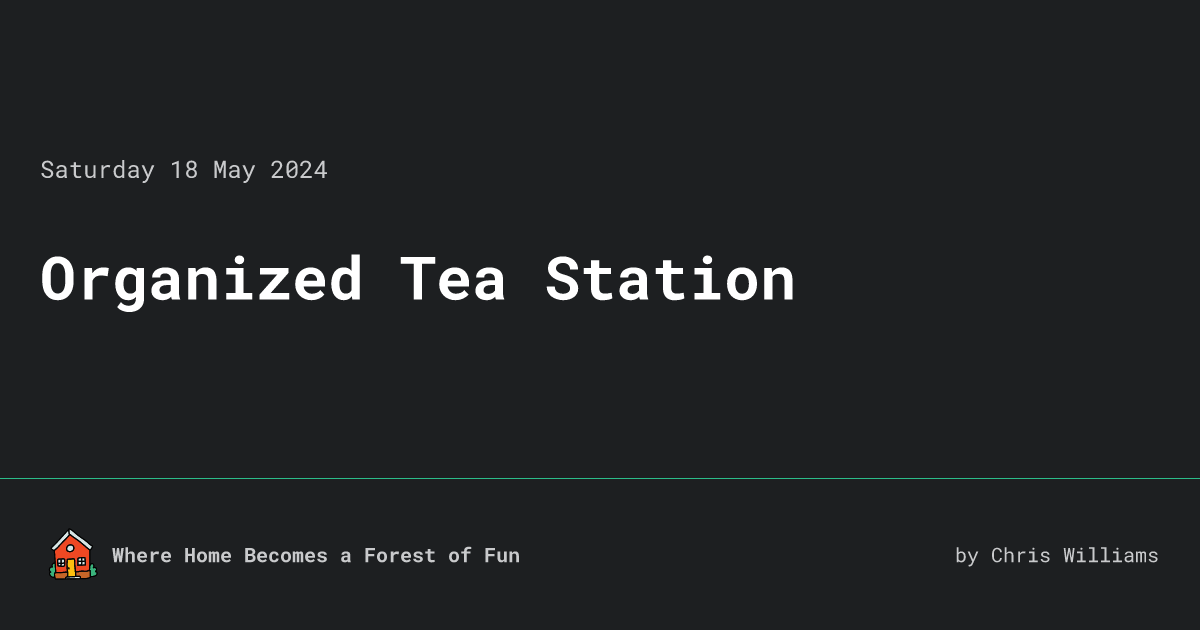 Saturday 18 May 2024
Organized Tea Station
Where Home Becomes a Forest of Fun
by Chris Williams